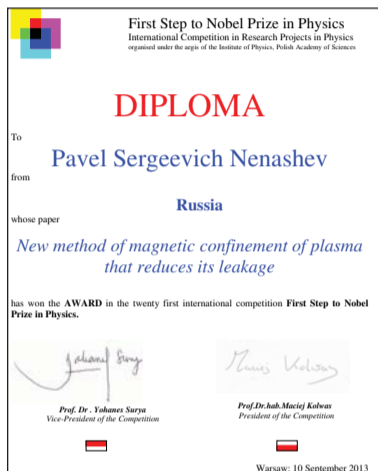 First Step to Nobel Prize in Physics
International Competition in Research Projects in Physics
organised under the aegis of the Institute of Physics, Polish Academy of Sciences
DIPLOMA
To
Pavel Sergeevich Nenashev
from
Russia
whose paper
New method of magnetic confinement of plasma
that reduces its leakage
has won the AWARD in the twenty first international competition First Step to Nobel
Prize in Physics.
Yohanes Surya
Maciej Kolwas
Prof. Dr . Yohanes Surya
Vice-President of the Competition
Prof.Dr.hab.Maciej Kolwas
President of the Competition
Warsaw: 10 September 2013